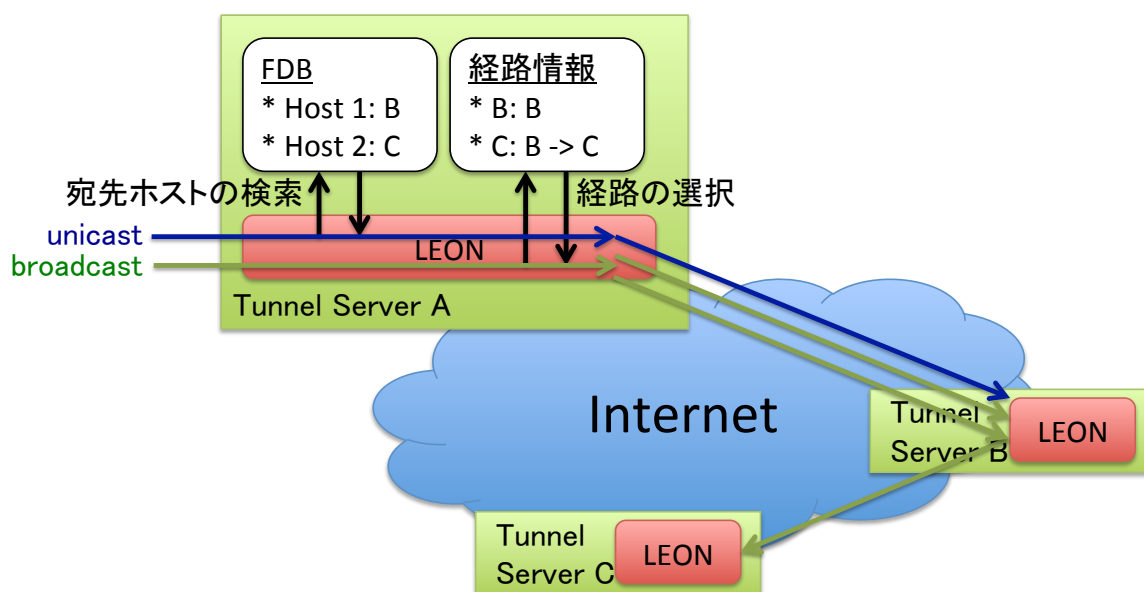 FDB
* Host 1: B
* Host 2: C
経路情報
* B: B
* C: B -> C
宛先ホストの検索
経路の選択
unicast
broadcast
LEON
Tunnel Server A
Internet
Tunnel
Server B
LEON
Tunnel
Server C
LEON